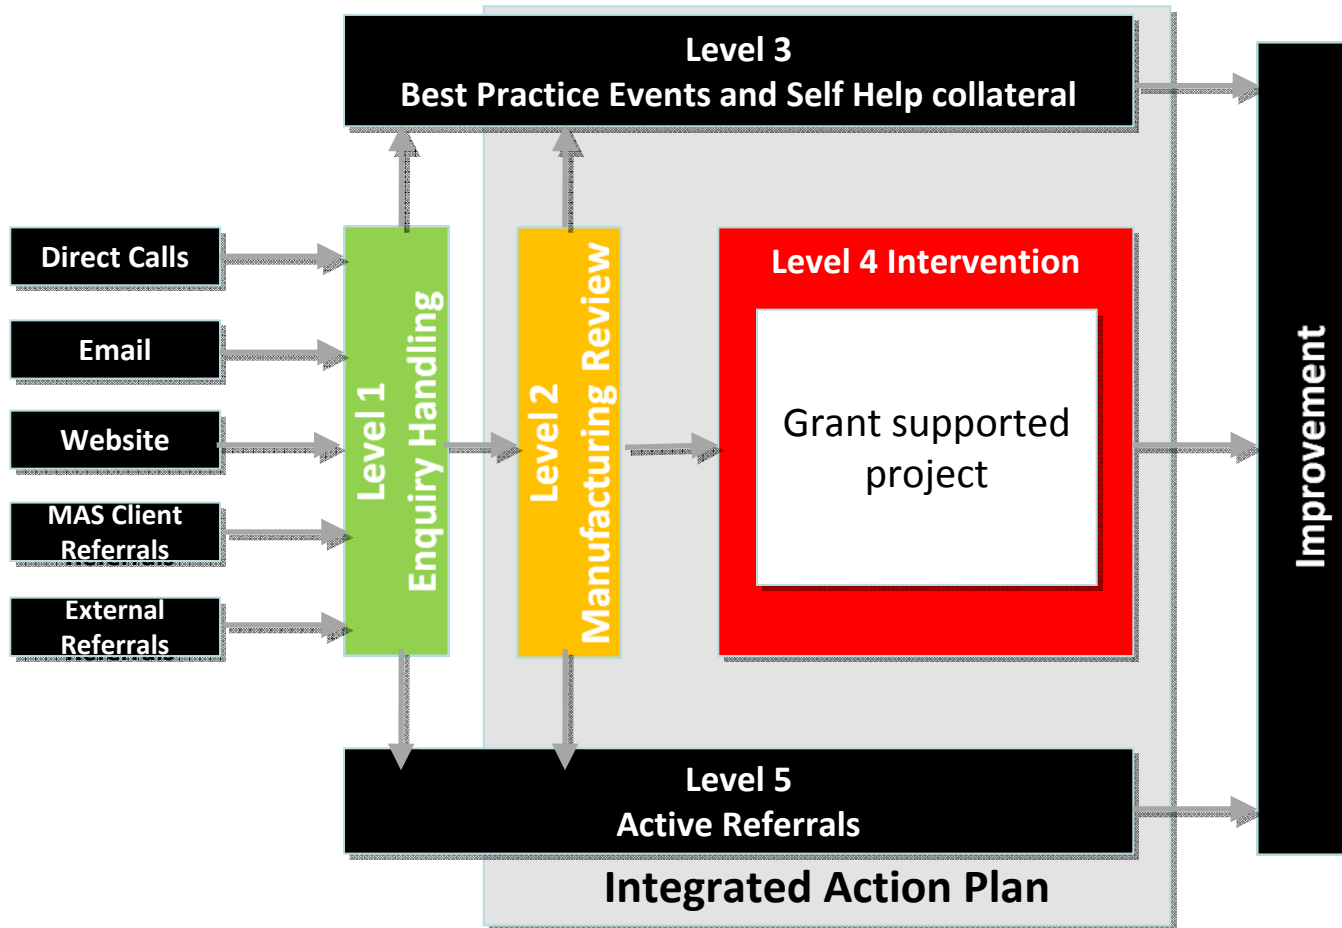 Level 3
Best Practice Events and Self Help collateral
Direct Calls
Email
Website
MAS Client
Referrals
External
Referrals
Level 1
Enquiry Handling
Level 2
Manufacturing Review
Level 4 Intervention
Grant supported
project
Improvement
Level 5
Active Referrals
Integrated Action Plan